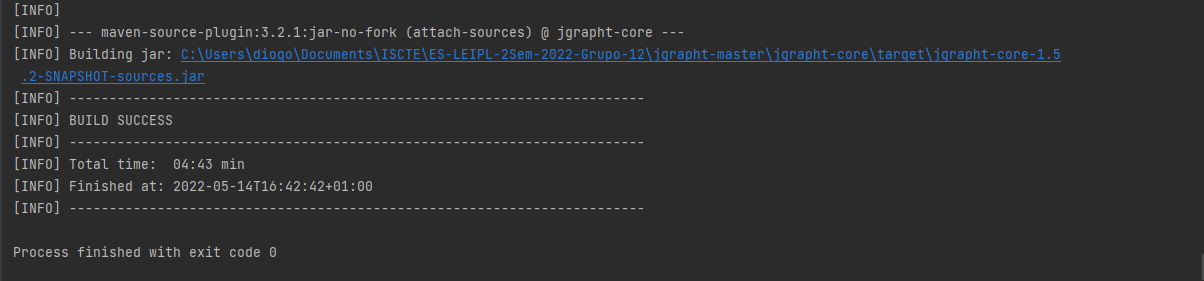 [INFO]
[INFO] --- maven-source-plugin:3.2.1:jar-no-fork (attach-sources) @ jgrapht-core ---
[INFO] Building jar: C:\Users\diogo\Documents\ISCTE\ES-LEIPL-2Sem-2022-Grupo-12\jgrapht-master\jgrapht-core\target\jgrapht-core-1.5
.2-SNAPSHOT-sources.jar
[INFO] ------------------------------------------------------------------------
[INFO] BUILD SUCCESS
[INFO] ------------------------------------------------------------------------
[INFO] Total time:  04:43 min
[INFO] Finished at: 2022-05-14T16:42:42+01:00
[INFO] ------------------------------------------------------------------------
Process finished with exit code 0